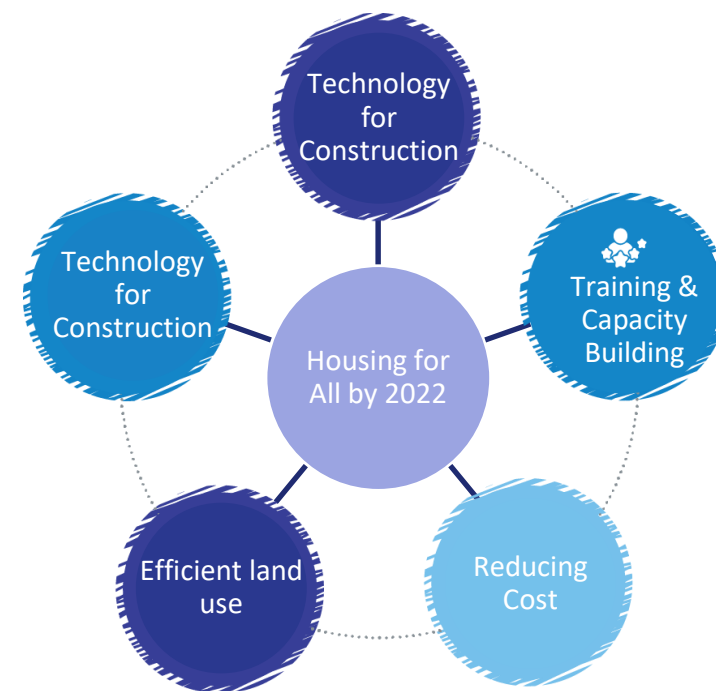 Technology
for
Construction
Training &
Capacity
Building
Reducing
Cost
Efficient land
use
Technology
for
Construction
Housing for
All by 2022